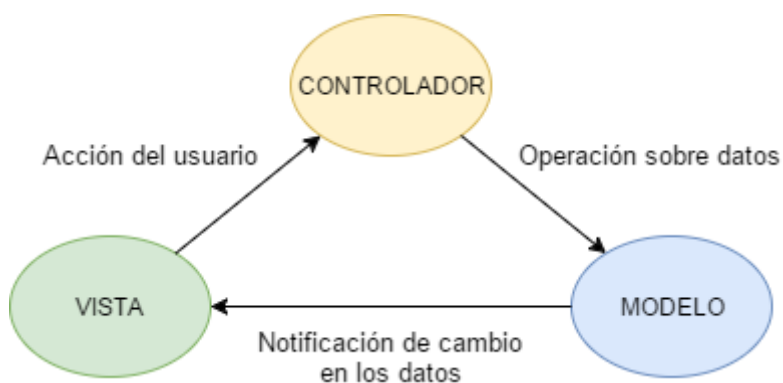 CONTROLADOR
Acción del usuario
Operación sobre datos
VISTA
MODELO
Notificación de cambio
en los datos